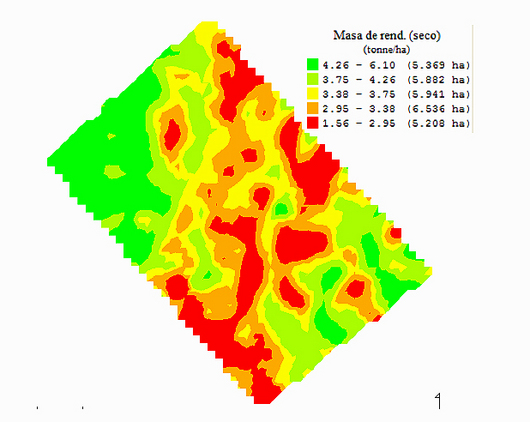 Masa de rend. (seco)
(tonne/ha)
4.26 - 6.10 (5.369 ha)
3.75 - 4.26 (5.882 ha)
3.38 - 3.75 (5.941 ha)
2.95 - 3.38 (6.536 ha)
1.56 - 2.95 (5.208 ha)